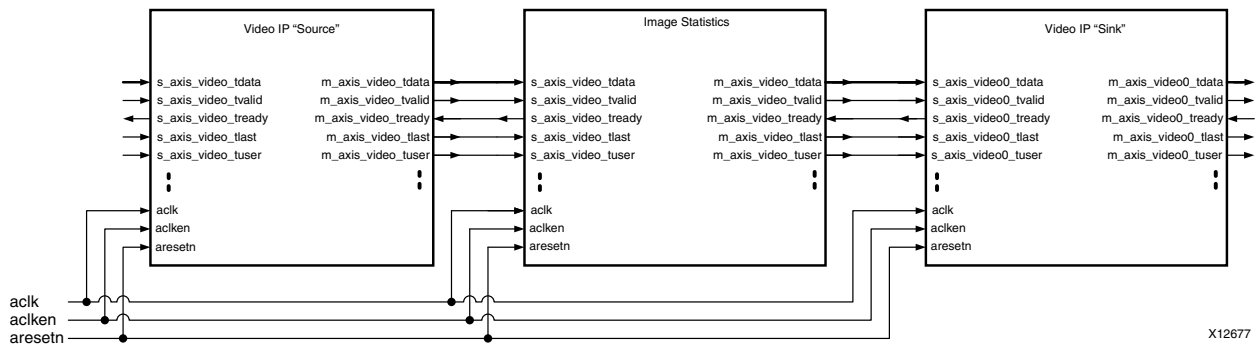 Video IP “Source”
s_axis_video_tdata
s_axis_video_tvalid
s_axis_video_tready
s_axis_video_tlast
s_axis_video_tuser
m_axis_video_tdata
m_axis_video_tvalid
m_axis_video_tready
m_axis_video_tlast
m_axis_video_tuser
aclk
aclken
aresetn
Image Statistics
s_axis_video_tdata
s_axis_video_tvalid
s_axis_video_tready
s_axis_video_tlast
s_axis_video_tuser
m_axis_video_tdata
m_axis_video_tvalid
m_axis_video_tready
m_axis_video_tlast
m_axis_video_tuser
aclk
aclken
aresetn
Video IP “Sink”
s_axis_video0_tdata
s_axis_video0_tvalid
s_axis_video0_tready
s_axis_video0_tlast
s_axis_video0_tuser
m_axis_video0_tdata
m_axis_video0_tvalid
m_axis_video0_tready
m_axis_video0_tlast
m_axis_video0_tuser
aclk
aclken
aresetn
aclk
aclken
aresetn
X12677